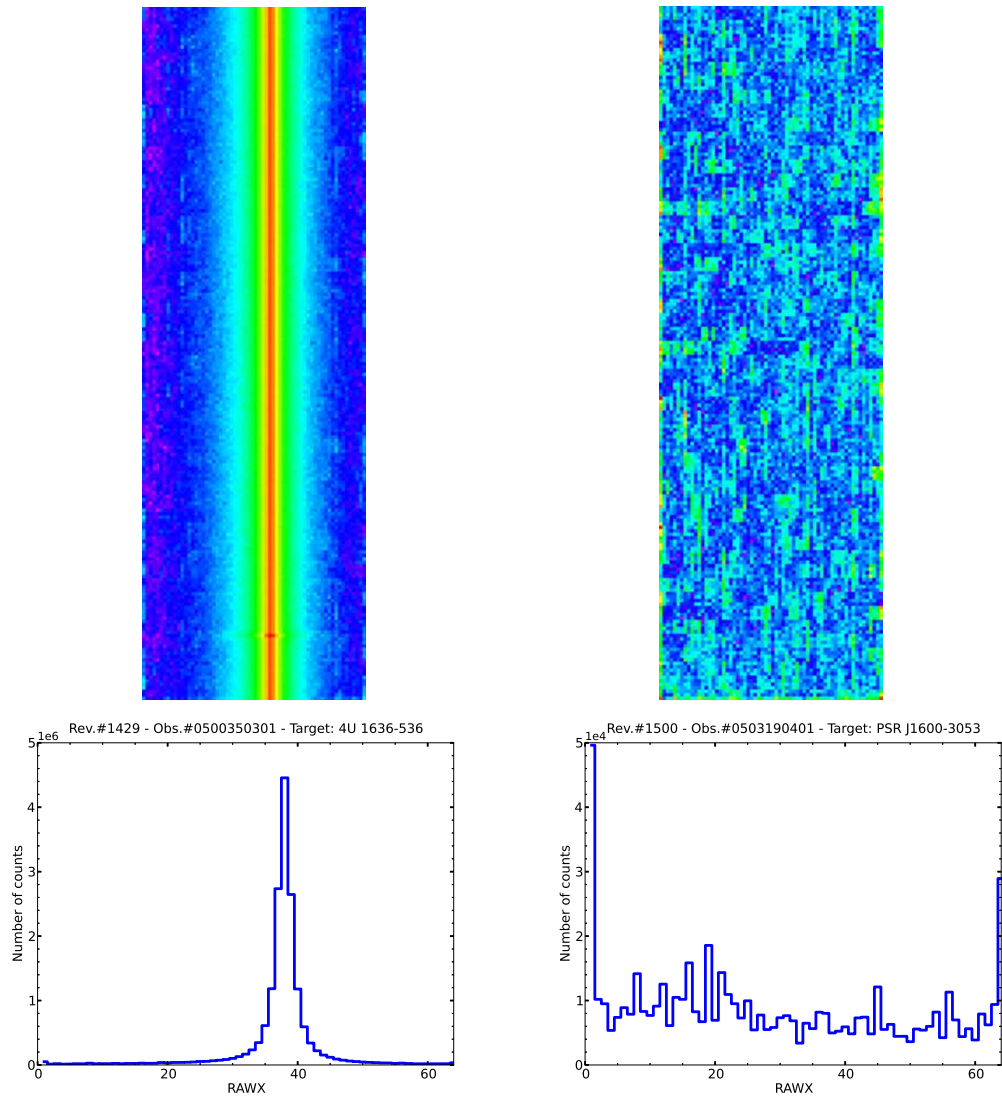 Rev.#1429 - Obs.#0500350301 - Target: 4U 1636-536
1e6
5
4
3
2
1
0
Number of counts
0 20 40 60
RAWX
Rev.#1500 - Obs.#0503190401 - Target: PSR J1600-3053
1e4
5
4
3
2
1
0
Number of counts
0 20 40 60
RAWX